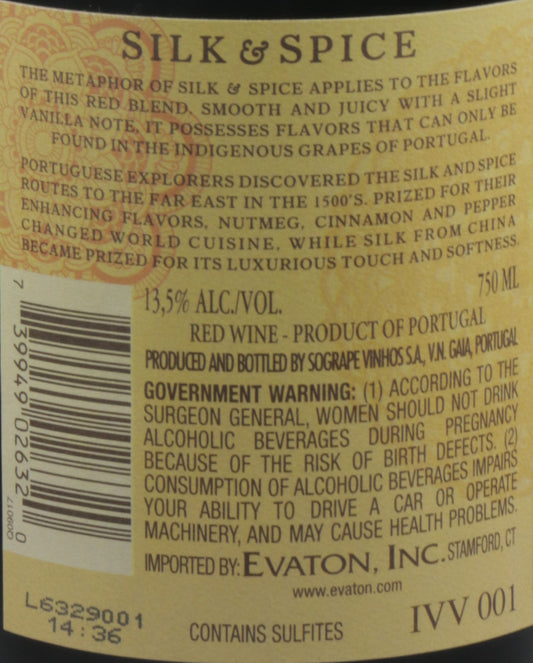 SILK & SPICE
THE METAPHOR OF SILK & SPICE APPLIES TO THE FLAVORS
OF THIS RED BLEND. SMOOTH AND JUICY WITH A SLIGHT
VANILLA NOTE, IT POSSESSES FLAVORS THAT CAN ONLY BE
FOUND IN THE INDIGENOUS GRAPES OF PORTUGAL.
PORTUGUESE EXPLORERS DISCOVERED THE SILK AND SPICE
ROUTES TO THE FAR EAST IN THE 1500'S. PRIZED FOR THEIR
ENHANCING FLAVORS, NUTMEG, CINNAMON AND PEPPER
CHANGED WORLD CUISINE, WHILE SILK FROM CHINA
BECAME PRIZED FOR ITS LUXURIOUS TOUCH AND SOFTNESS.
13,5% ALC./VOL. 750 ML
RED WINE - PRODUCT OF PORTUGAL
PRODUCED AND BOTTLED BY SOGRAPE VINHOS S.A., V.N. GAIA, PORTUGAL
GOVERNMENT WARNING: (1) ACCORDING TO THE
SURGEON GENERAL, WOMEN SHOULD NOT DRINK
ALCOHOLIC BEVERAGES DURING PREGNANCY
BECAUSE OF THE RISK OF BIRTH DEFECTS. (2)
CONSUMPTION OF ALCOHOLIC BEVERAGES IMPAIRS
YOUR ABILITY TO DRIVE A CAR OR OPERATE
MACHINERY, AND MAY CAUSE HEALTH PROBLEMS.
IMPORTED BY: EVATON, INC. STAMFORD, CT
www.evaton.com
CONTAINS SULFITES IVV 001
7 39949 02632 0
Q09017
L6329001
14:36